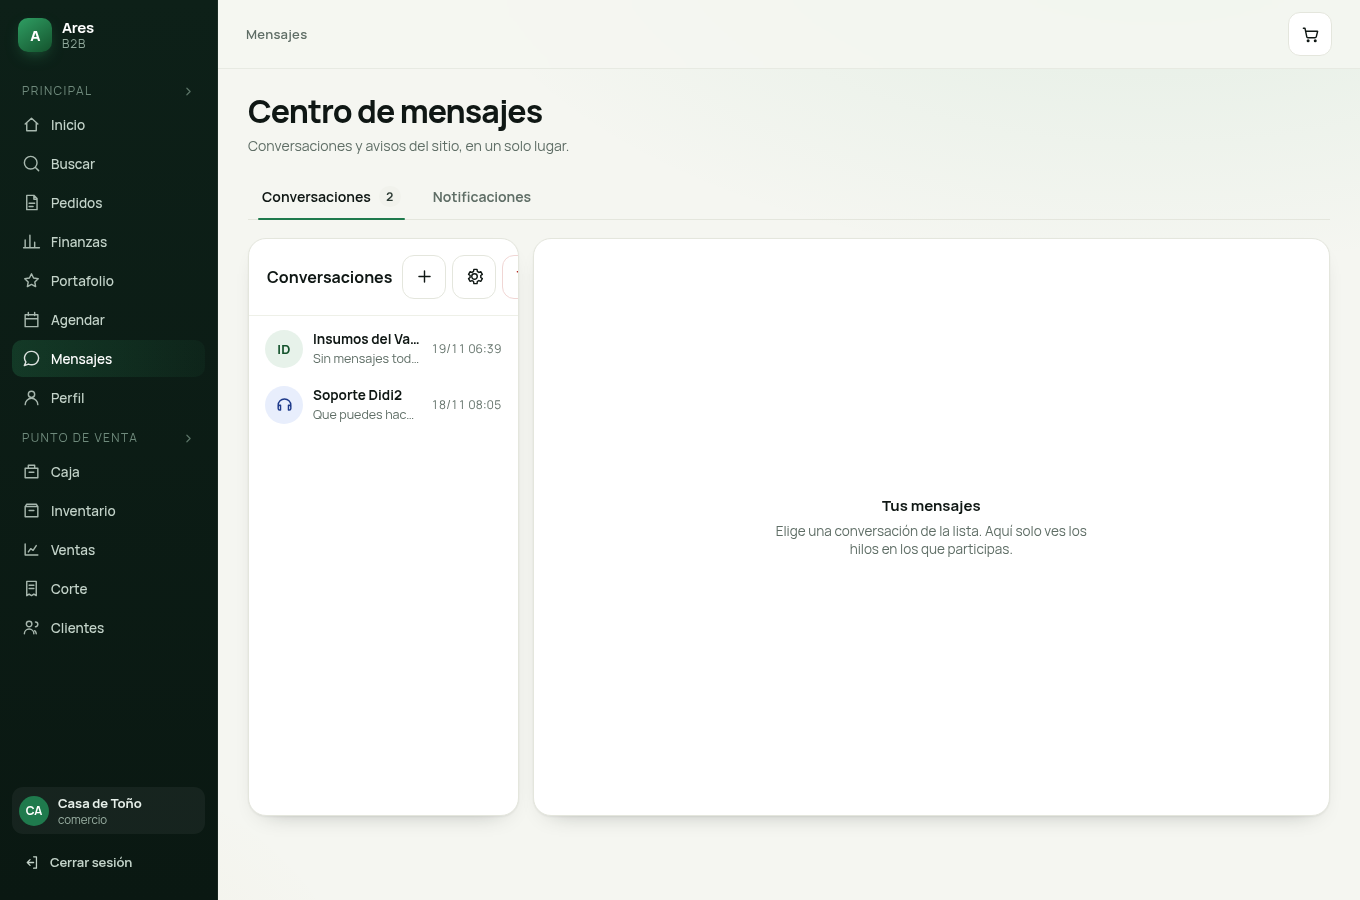 A
Ares
B2B
PRINCIPAL
Inicio
Buscar
Pedidos
Finanzas
Portafolio
Agendar
Mensajes
Perfil
PUNTO DE VENTA
Caja
Inventario
Ventas
Corte
Clientes
CA
Casa de Toño
comercio
Cerrar sesión
Mensajes
Centro de mensajes
Conversaciones y avisos del sitio, en un solo lugar.
Conversaciones 2
Notificaciones
Conversaciones
ID
Insumos del Va...
Sin mensajes tod...
19/11 06:39
Soporte Didi2
Que puedes hac...
18/11 08:05
Tus mensajes
Elige una conversación de la lista. Aquí solo ves los
hilos en los que participas.